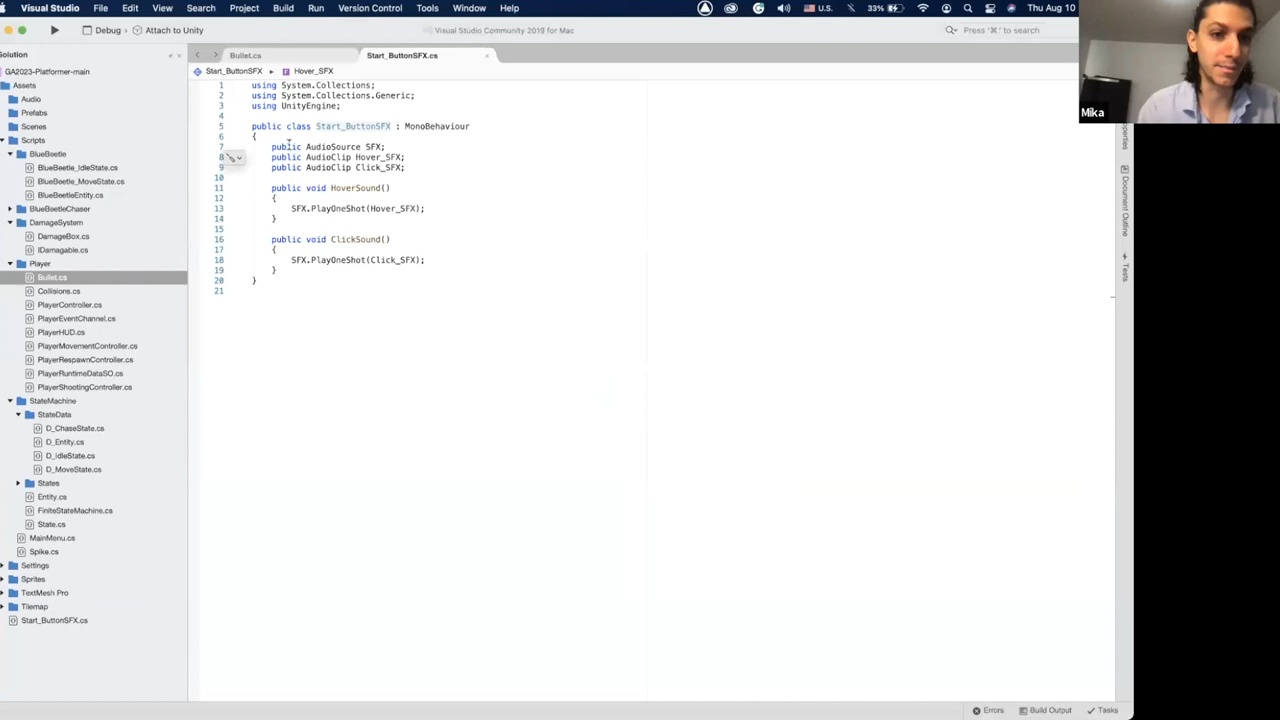 Visual Studio File Edit View Search Project Build Run Version Control Tools Window Help U.S. 33% Thu Aug 10
Debug Attach to Unity Visual Studio Community 2019 for Mac Press '⌘.' to search
Solution
GA2023-Platformer-main
Assets
Audio
Prefabs
Scenes
Scripts
BlueBeetle
BlueBeetle_IdleState.cs
BlueBeetle_MoveState.cs
BlueBeetleEntity.cs
BlueBeetleChaser
DamageSystem
DamageBox.cs
IDamagable.cs
Player
Bullet.cs
Collisions.cs
PlayerController.cs
PlayerEventChannel.cs
PlayerHUD.cs
PlayerMovementController.cs
PlayerRespawnController.cs
PlayerRuntimeDataSO.cs
PlayerShootingController.cs
StateMachine
StateData
D_ChaseState.cs
D_Entity.cs
D_IdleState.cs
D_MoveState.cs
States
Entity.cs
FiniteStateMachine.cs
State.cs
MainMenu.cs
Spike.cs
Settings
Sprites
TextMesh Pro
Tilemap
Start_ButtonSFX.cs
Bullet.cs Start_ButtonSFX.cs
Start_ButtonSFX Hover_SFX
1 using System.Collections;
2 using System.Collections.Generic;
3 using UnityEngine;
4
5 public class Start_ButtonSFX : MonoBehaviour
6 {
7 public AudioSource SFX;
8 public AudioClip Hover_SFX;
9 public AudioClip Click_SFX;
10
11 public void HoverSound()
12 {
13 SFX.PlayOneShot(Hover_SFX);
14 }
15
16 public void ClickSound()
17 {
18 SFX.PlayOneShot(Click_SFX);
19 }
20 }
21
Mika
Document Outline
Tests
Errors Build Output Tasks